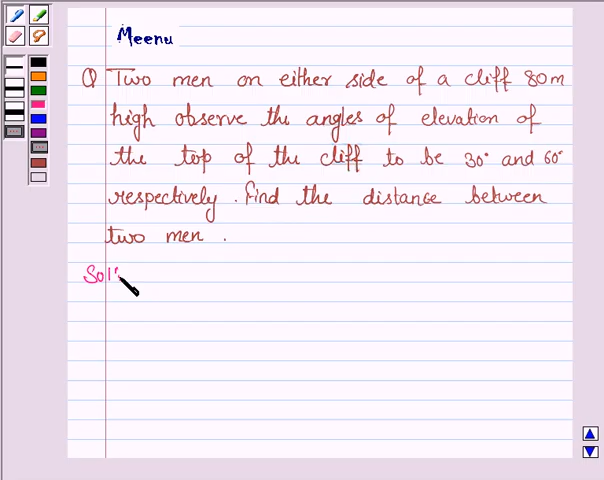 Meenu
Q Two men on either side of a cliff 80m
high observe the angles of elevation of
the top of the cliff to be 30° and 60°
respectively. Find the distance between
two men.
Solⁿ